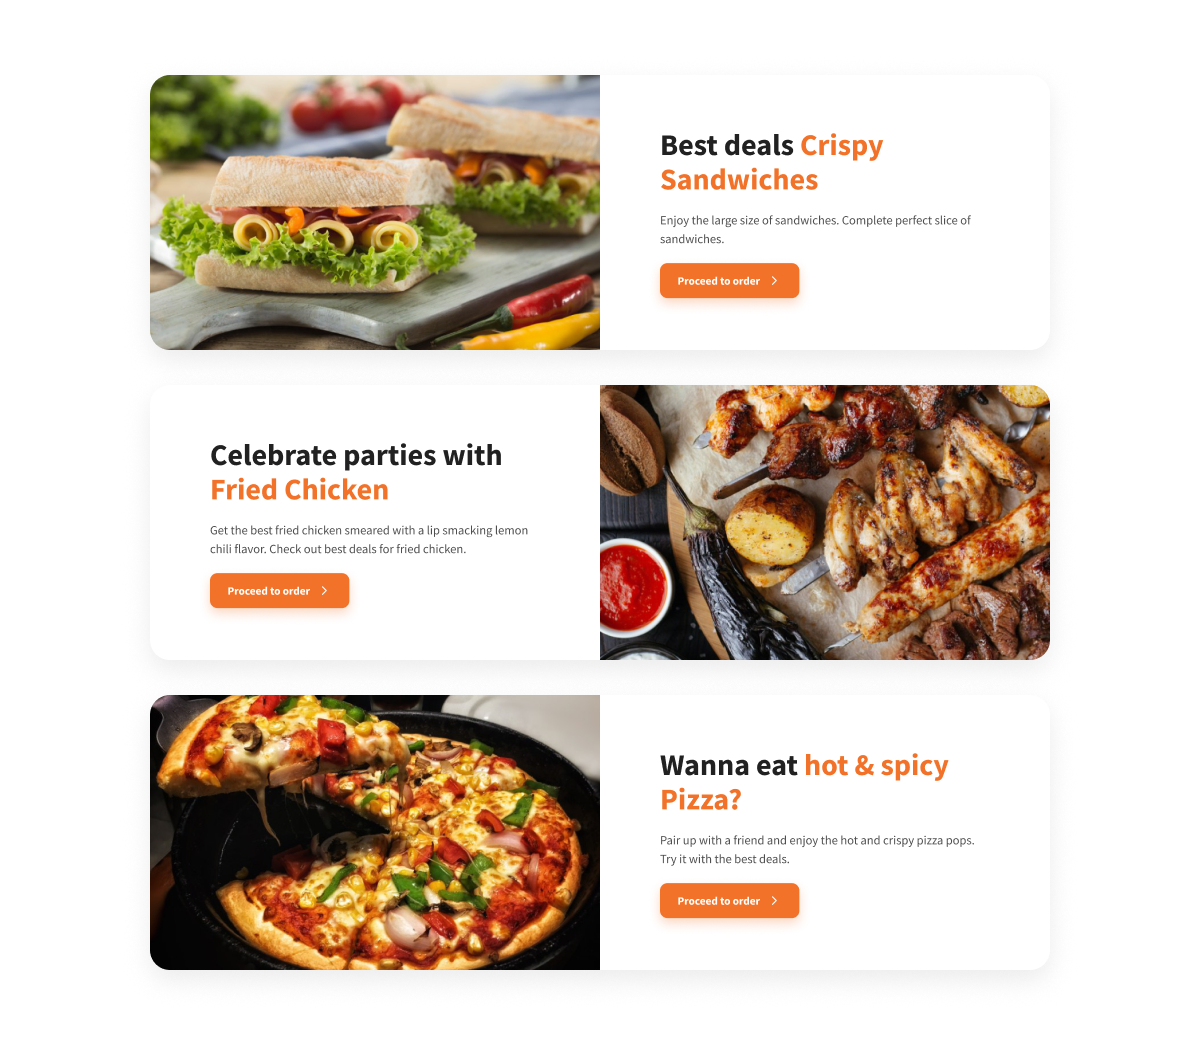 Best deals Crispy
Sandwiches
Enjoy the large size of sandwiches. Complete perfect slice of
sandwiches.
Proceed to order
Celebrate parties with
Fried Chicken
Get the best fried chicken smeared with a lip smacking lemon
chili flavor. Check out best deals for fried chicken.
Proceed to order
Wanna eat hot & spicy
Pizza?
Pair up with a friend and enjoy the hot and crispy pizza pops.
Try it with the best deals.
Proceed to order